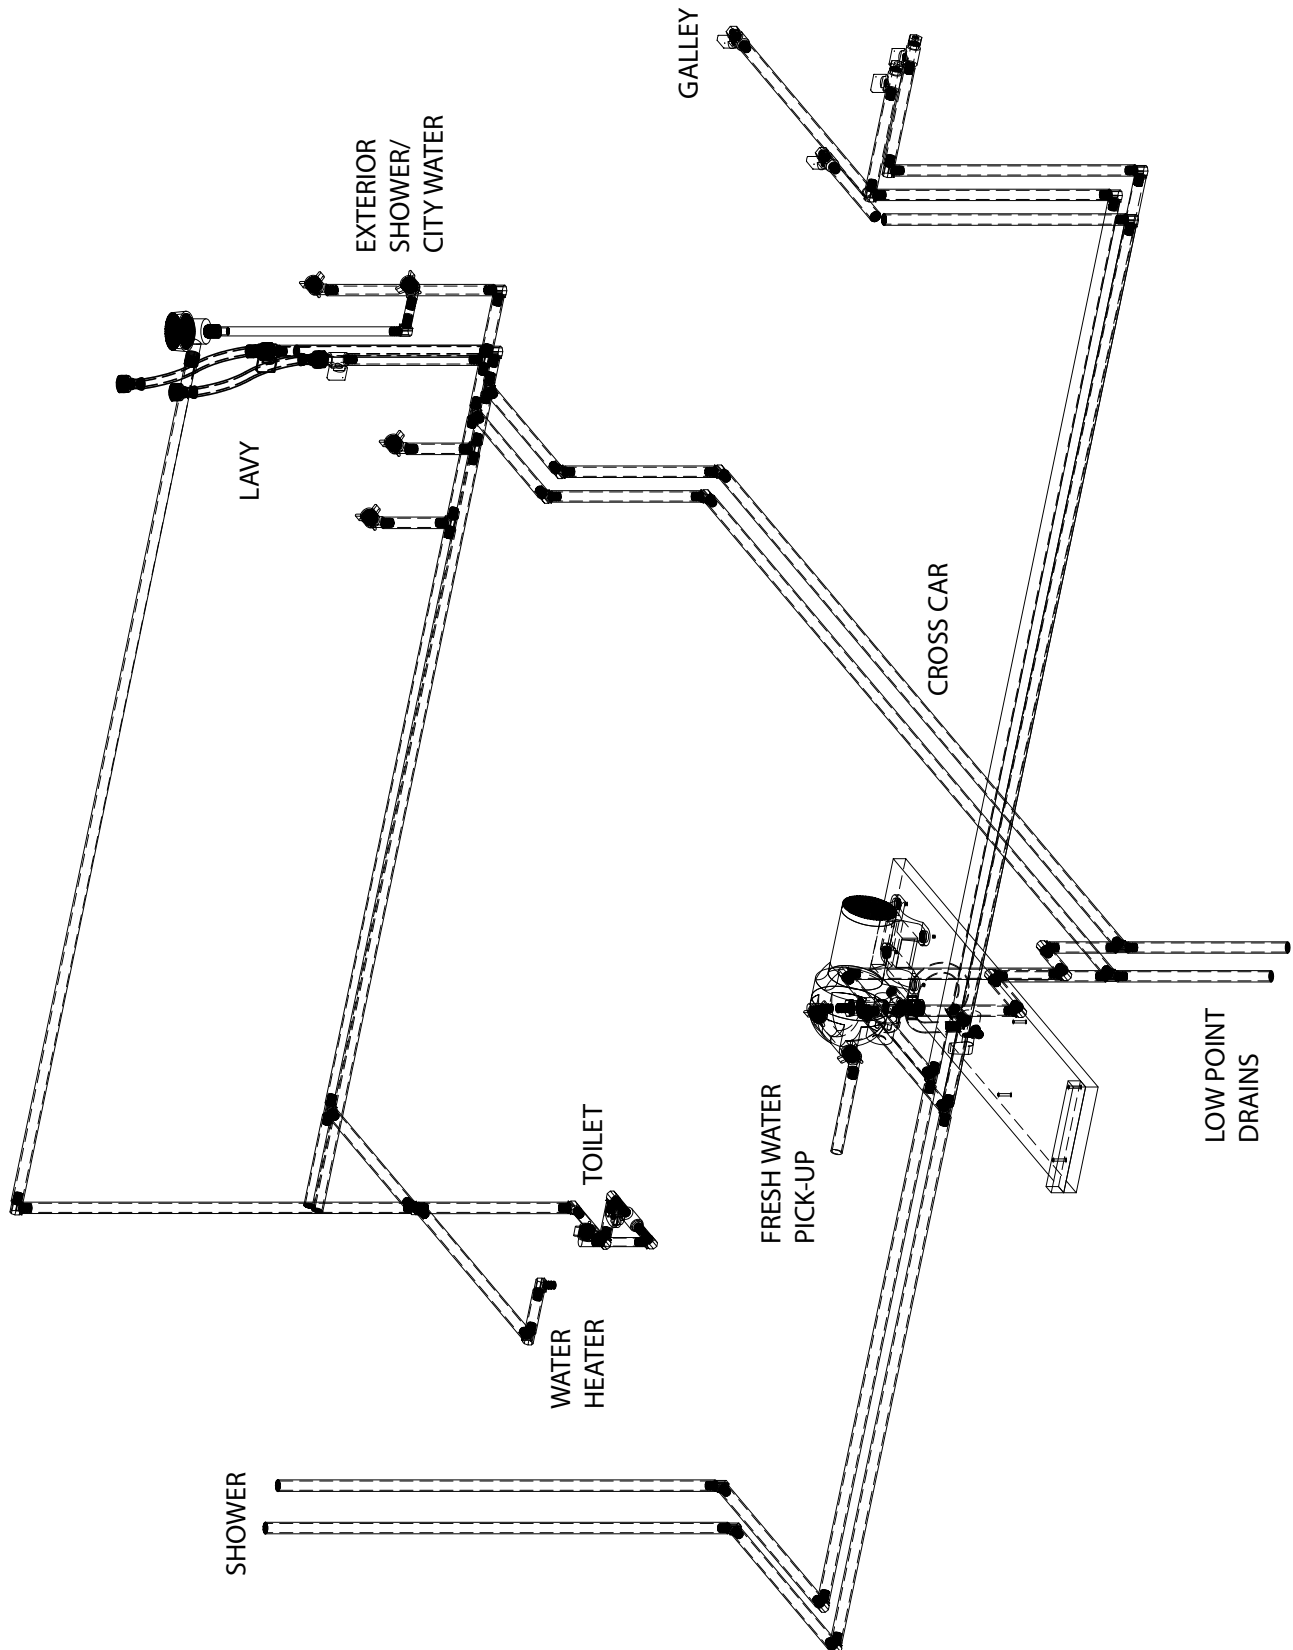 GALLEY
EXTERIOR
SHOWER/
CITY WATER
LAVY
CROSS CAR
TOILET
FRESH WATER
PICK-UP
LOW POINT
DRAINS
WATER
HEATER
SHOWER